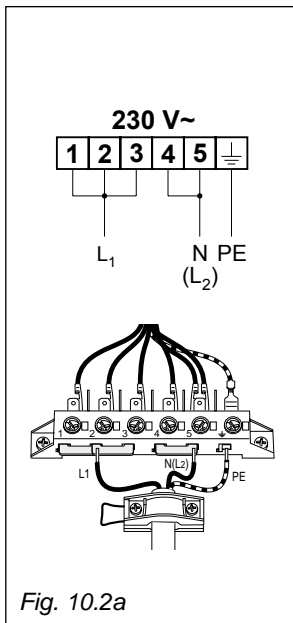 230 V~
1 2 3 4 5
L1 N PE
(L2)
1 2 3 4 5
L1 N(L2) PE
Fig. 10.2a